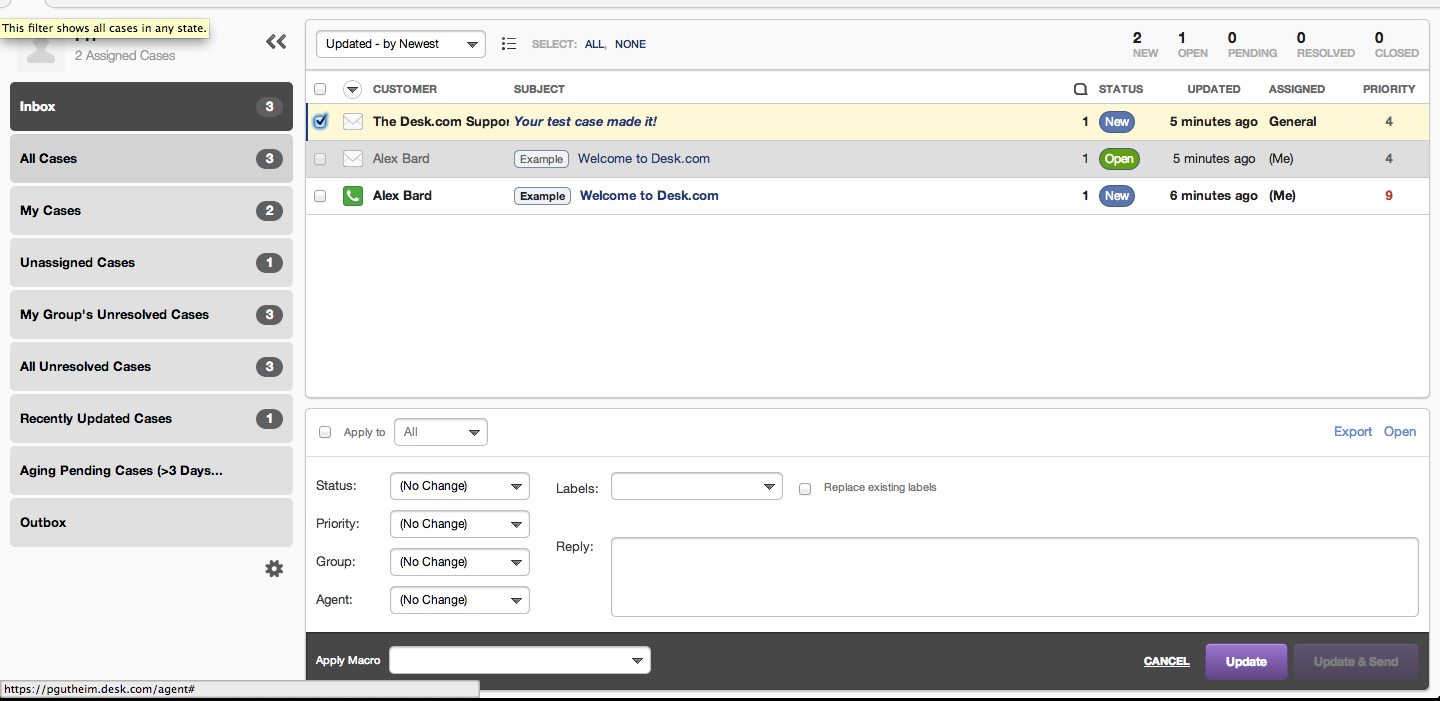 This filter shows all cases in any state.
2 Assigned Cases
Inbox 3
All Cases 3
My Cases 2
Unassigned Cases 1
My Group's Unresolved Cases 3
All Unresolved Cases 3
Recently Updated Cases 1
Aging Pending Cases (>3 Days...
Outbox
Updated - by Newest SELECT: ALL, NONE
2 NEW
1 OPEN
0 PENDING
0 RESOLVED
0 CLOSED
CUSTOMER SUBJECT STATUS UPDATED ASSIGNED PRIORITY
The Desk.com Suppor Your test case made it! 1 New 5 minutes ago General 4
Alex Bard Example Welcome to Desk.com 1 Open 5 minutes ago (Me) 4
Alex Bard Example Welcome to Desk.com 1 New 6 minutes ago (Me) 9
Apply to All Export Open
Status: (No Change)
Priority: (No Change)
Group: (No Change)
Agent: (No Change)
Labels: Replace existing labels
Reply:
Apply Macro CANCEL Update Update & Send
https://pgutheim.desk.com/agent#